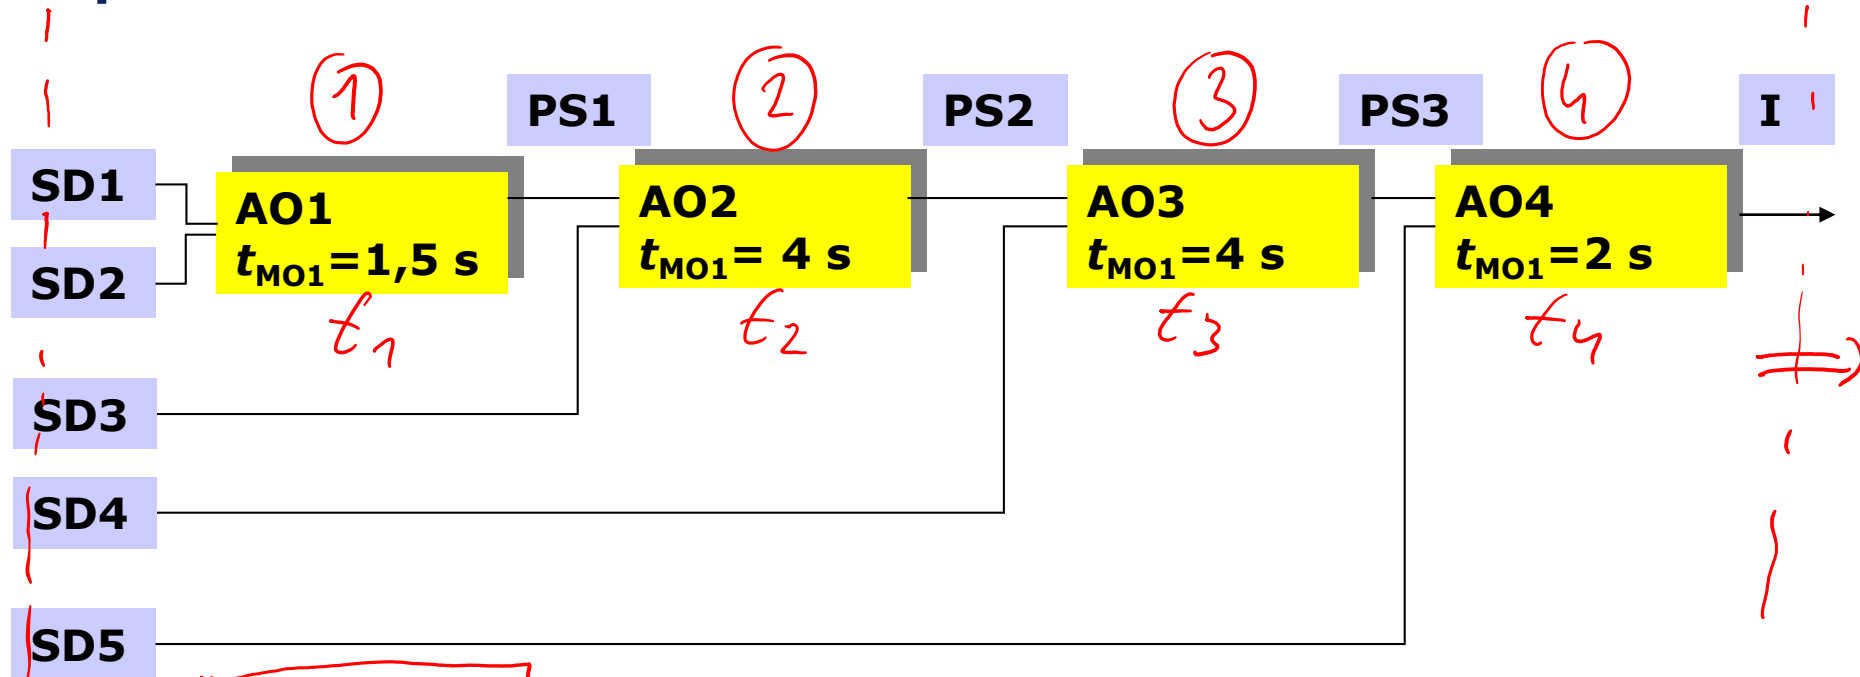 1
2
3
4
PS1
PS2
PS3
I
SD1
SD2
SD3
SD4
SD5
AO1
tMO1=1,5 s
t1
AO2
tMO1= 4 s
t2
AO3
tMO1=4 s
t3
AO4
tMO1=2 s
t4